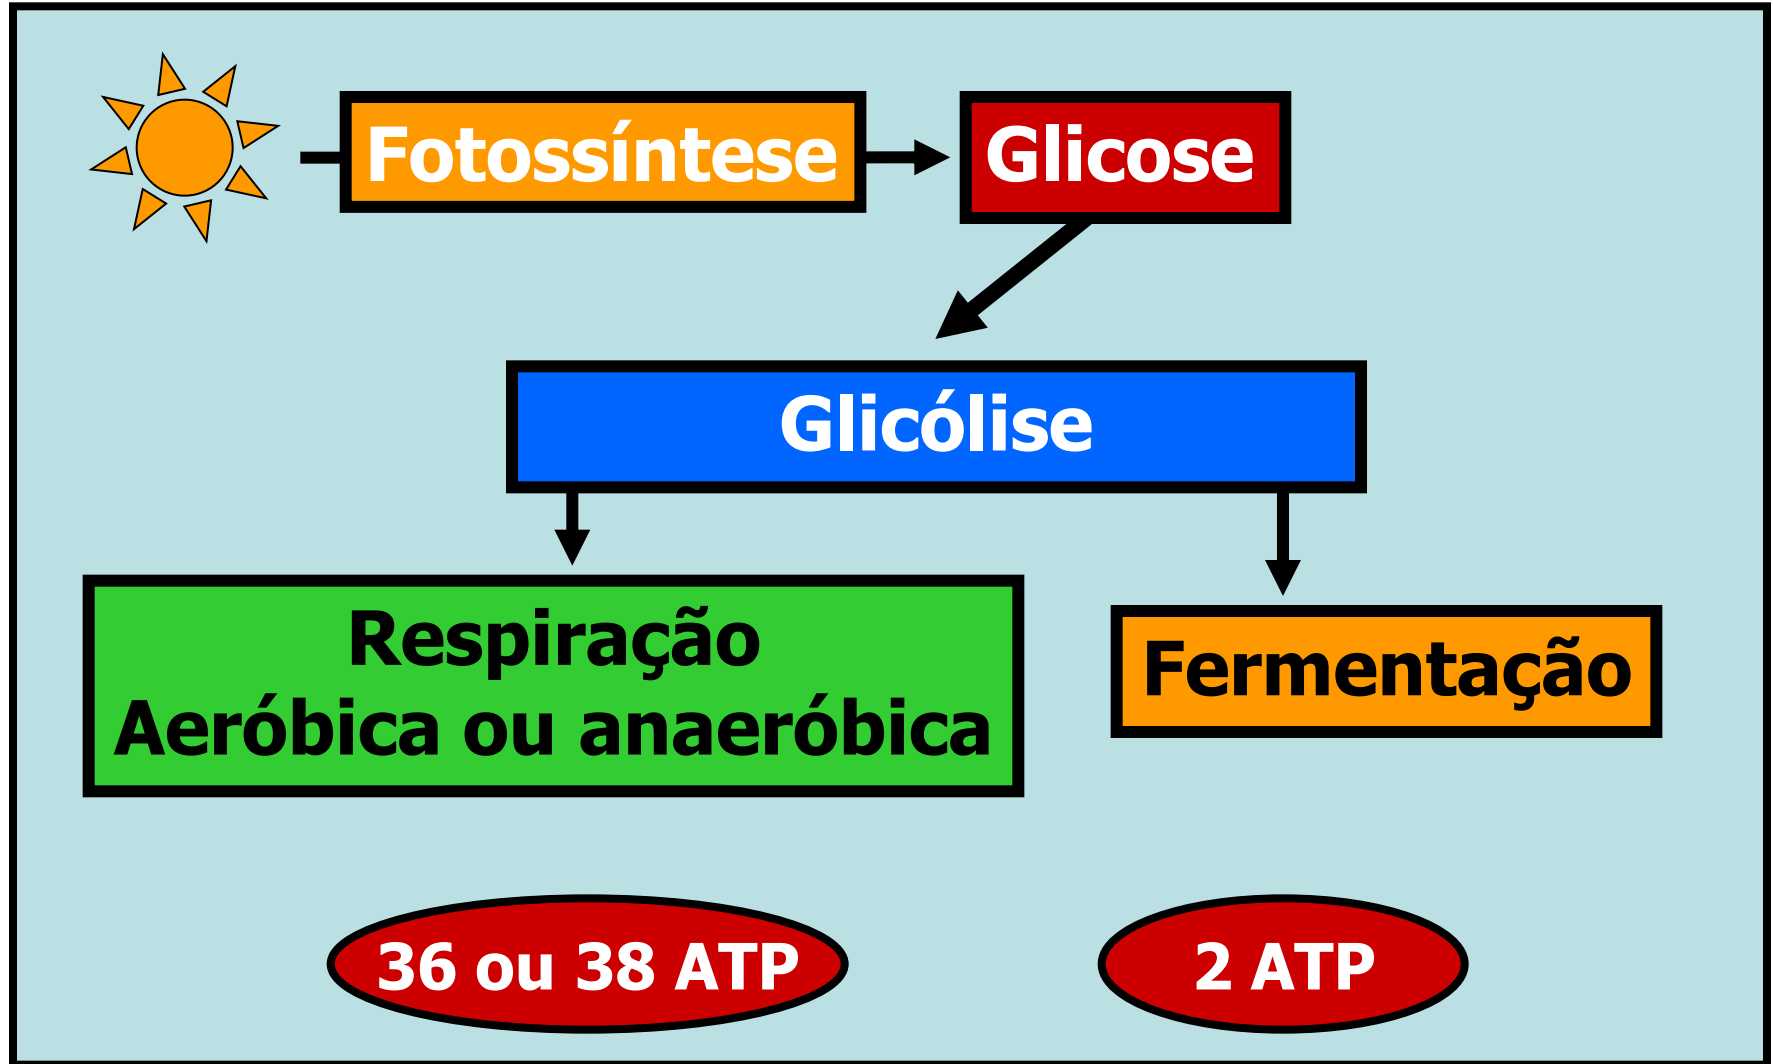 Fotossíntese
Glicose
Glicólise
Respiração
Aeróbica ou anaeróbica
Fermentação
36 ou 38 ATP
2 ATP